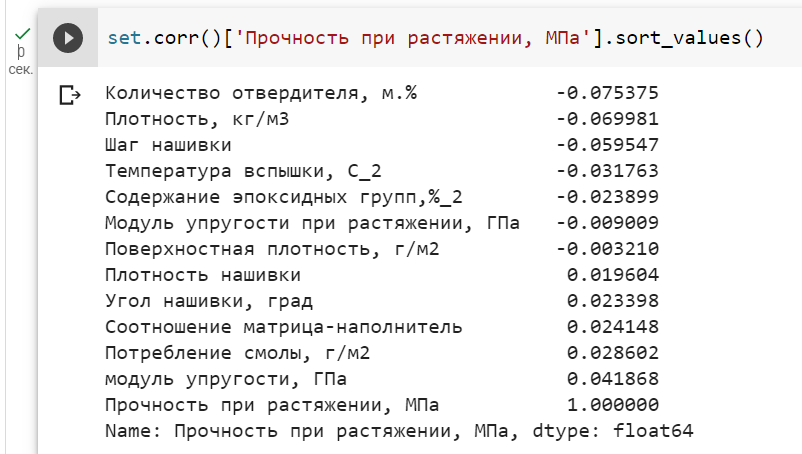 set.corr()['Прочность при растяжении, МПа'].sort_values()
р
сек.
Количество отвердителя, м.% -0.075375
Плотность, кг/м3 -0.069981
Шаг нашивки -0.059547
Температура вспышки, С_2 -0.031763
Содержание эпоксидных групп,%_2 -0.023899
Модуль упругости при растяжении, ГПа -0.009009
Поверхностная плотность, г/м2 -0.003210
Плотность нашивки 0.019604
Угол нашивки, град 0.023398
Соотношение матрица-наполнитель 0.024148
Потребление смолы, г/м2 0.028602
модуль упругости, ГПа 0.041868
Прочность при растяжении, МПа 1.000000
Name: Прочность при растяжении, МПа, dtype: float64